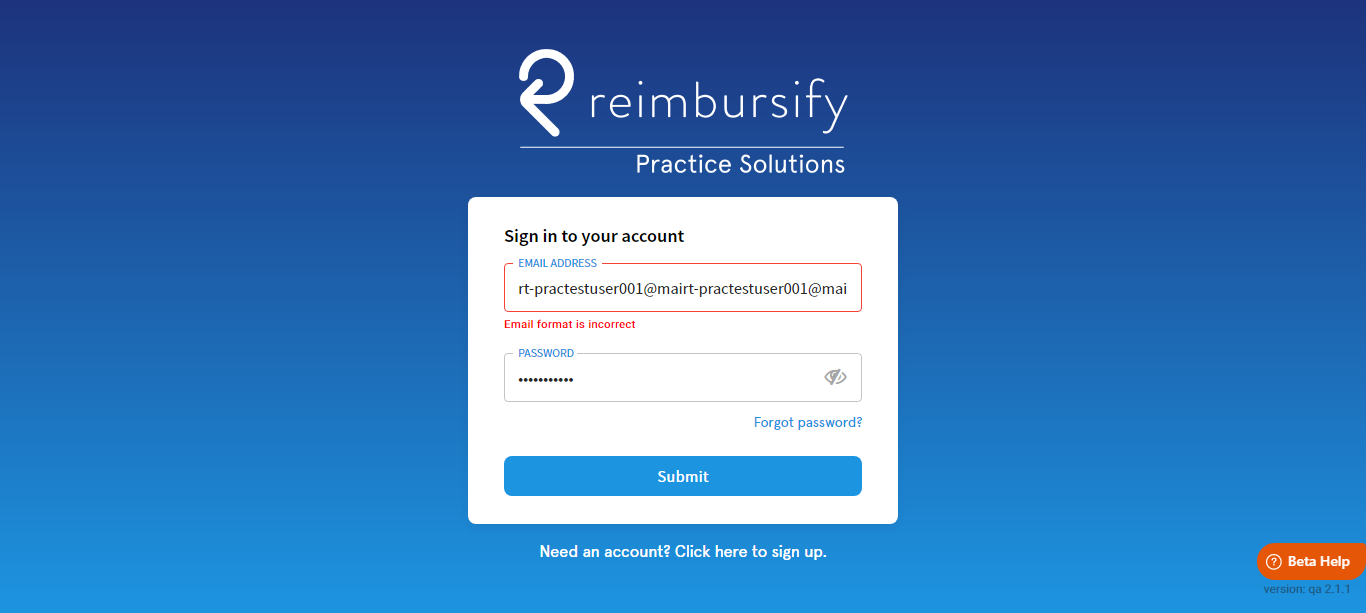 reimbursify
Practice Solutions
Sign in to your account
EMAIL ADDRESS
rt-practestuser001@mairt-practestuser001@mai
Email format is incorrect
PASSWORD
•••••••••••
Forgot password?
Submit
Need an account? Click here to sign up.
Beta Help
version: qa 2.1.1